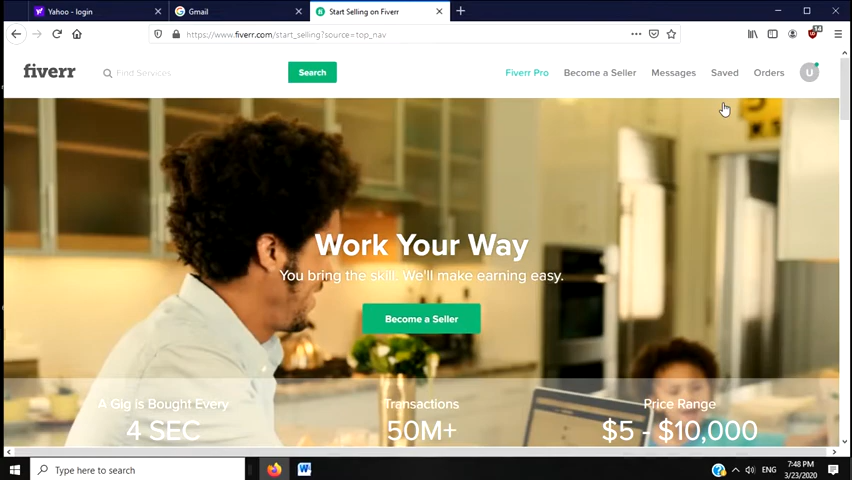 Yahoo - login
Gmail
Start Selling on Fiverr
https://www.fiverr.com/start_selling?source=top_nav
14
fiverr
Find Services
Search
Fiverr Pro
Become a Seller
Messages
Saved
Orders
U
Work Your Way
You bring the skill. We'll make earning easy.
Become a Seller
A Gig is Bought Every
Transactions
Price Range
4 SEC
50M+
$5 - $10,000
Type here to search
ENG
7:48 PM
3/23/2020